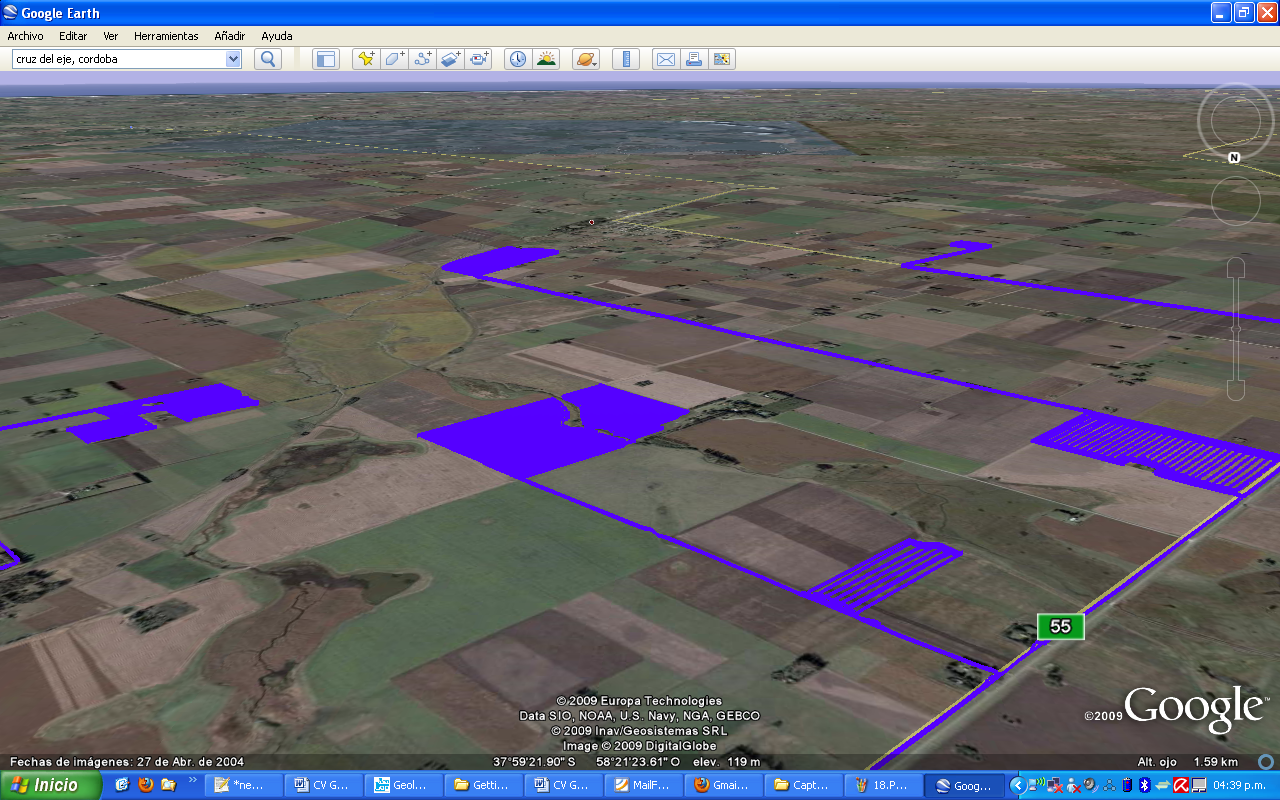 Google Earth
Archivo Editar Ver Herramientas Añadir Ayuda
cruz del eje, cordoba
N
55
©2009 Europa Technologies
Data SIO, NOAA, U.S. Navy, NGA, GEBCO
© 2009 Inav/Geosistemas SRL
Image © 2009 DigitalGlobe
©2009 Google™
Fechas de imágenes: 27 de Abr. de 2004 37°59'21.90" S 58°21'23.61" O elev. 119 m Alt. ojo 1.59 km
Inicio » *ne... CV G... Geol... Getti... CV G... MailF... Gmai... Capt... 18.P... Goog... 04:39 p.m.